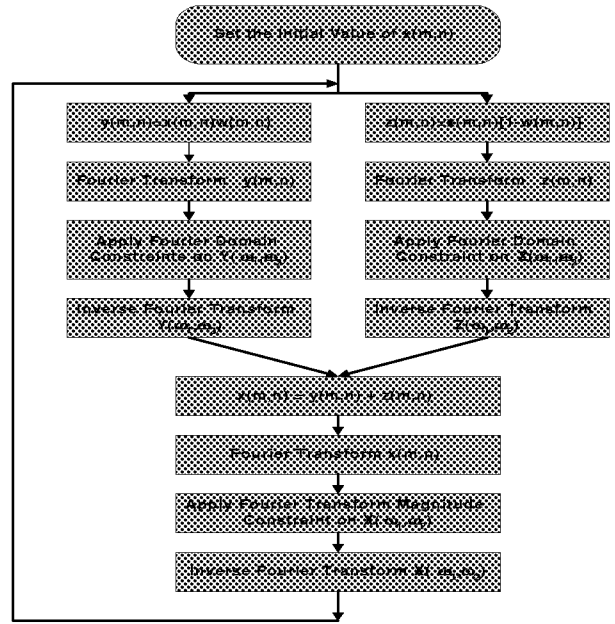 Set the Initial Value of x(m,n)
y(m,n)=x(m,n)w(m,n)
z(m,n)=x(m,n)[1-w(m,n)]
Fourier Transform y(m,n)
Fourier Transform z(m,n)
Apply Fourier Domain
Constraints on Y(ω₁,ω₂)
Apply Fourier Domain
Constraint on Z(ω₁,ω₂)
Inverse Fourier Transform
Y(ω₁,ω₂)
Inverse Fourier Transform
Z(ω₁,ω₂)
x(m,n) = y(m,n) + z(m,n)
Fourier Transform x(m,n)
Apply Fourier Transform Magnitude
Constraint on X(ω₁,ω₂)
Inverse Fourier Transform X(ω₁,ω₂)